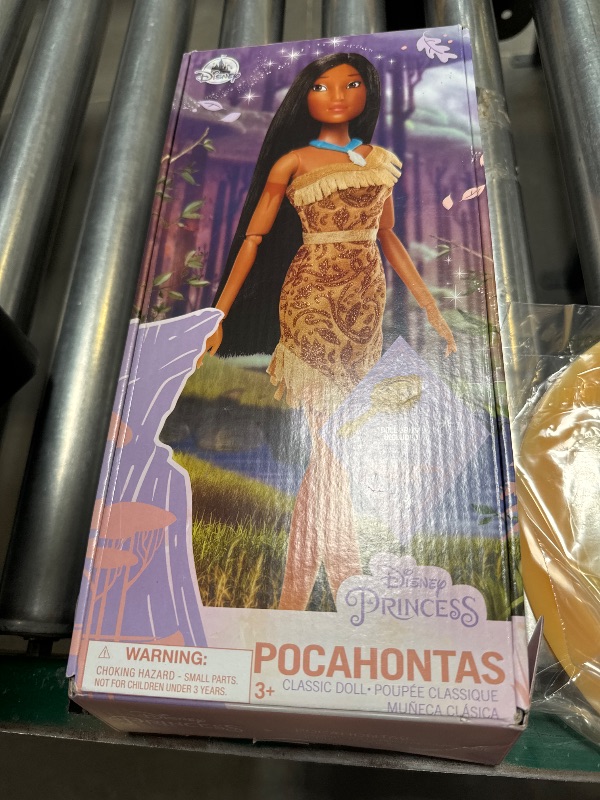 Disney
Disney
PRINCESS
⚠ WARNING:
CHOKING HAZARD - SMALL PARTS.
NOT FOR CHILDREN UNDER 3 YEARS.
POCAHONTAS
3+
CLASSIC DOLL • POUPÉE CLASSIQUE
MUÑECA CLÁSICA